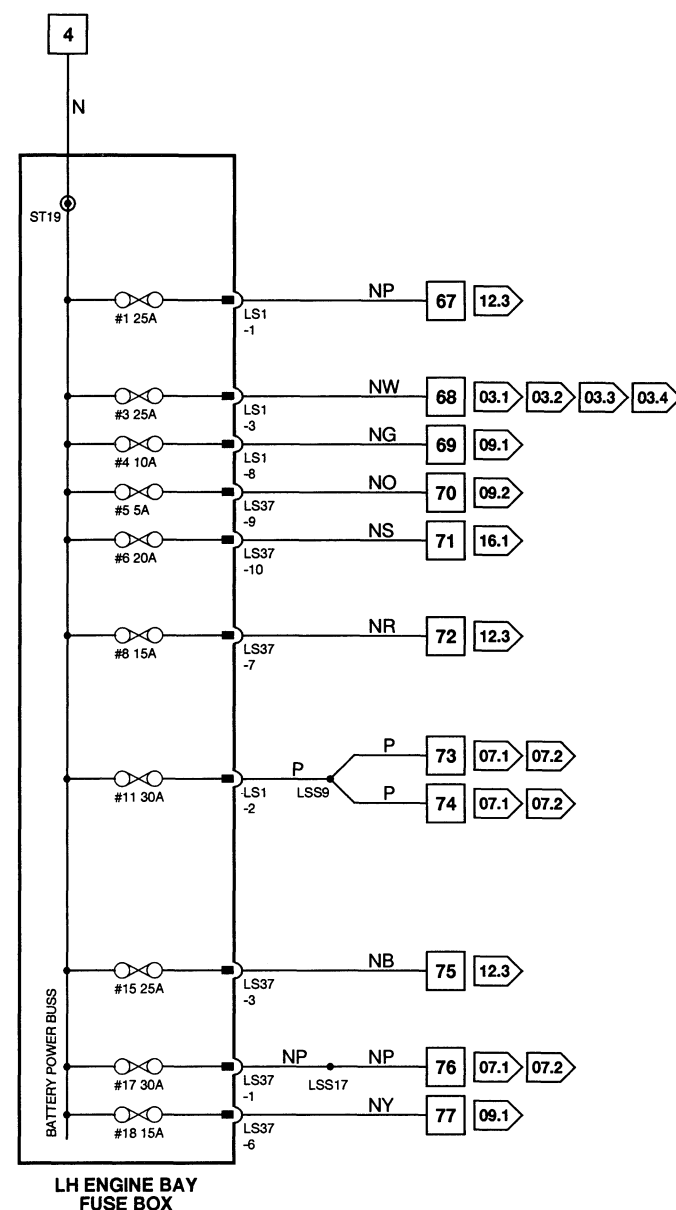 4
N
ST19
NP
67 12.3
#1 25A
LS1
-1
NW
68 03.1 03.2 03.3 03.4
#3 25A
LS1
-3
NG
69 09.1
#4 10A
LS1
-8
NO
70 09.2
#5 5A
LS37
-9
NS
71 16.1
#6 20A
LS37
-10
NR
72 12.3
#8 15A
LS37
-7
P
73 07.1 07.2
P
LSS9
#11 30A
LS1
-2
P
74 07.1 07.2
NB
75 12.3
#15 25A
LS37
-3
BATTERY POWER BUSS
NP NP
76 07.1 07.2
#17 30A
LS37
-1
LSS17
NY
77 09.1
#18 15A
LS37
-6
LH ENGINE BAY
FUSE BOX